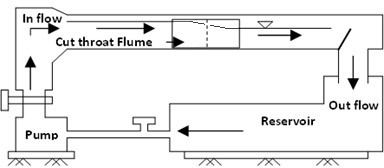 In flow
Cut throat Flume
Out flow
Reservoir
Pump